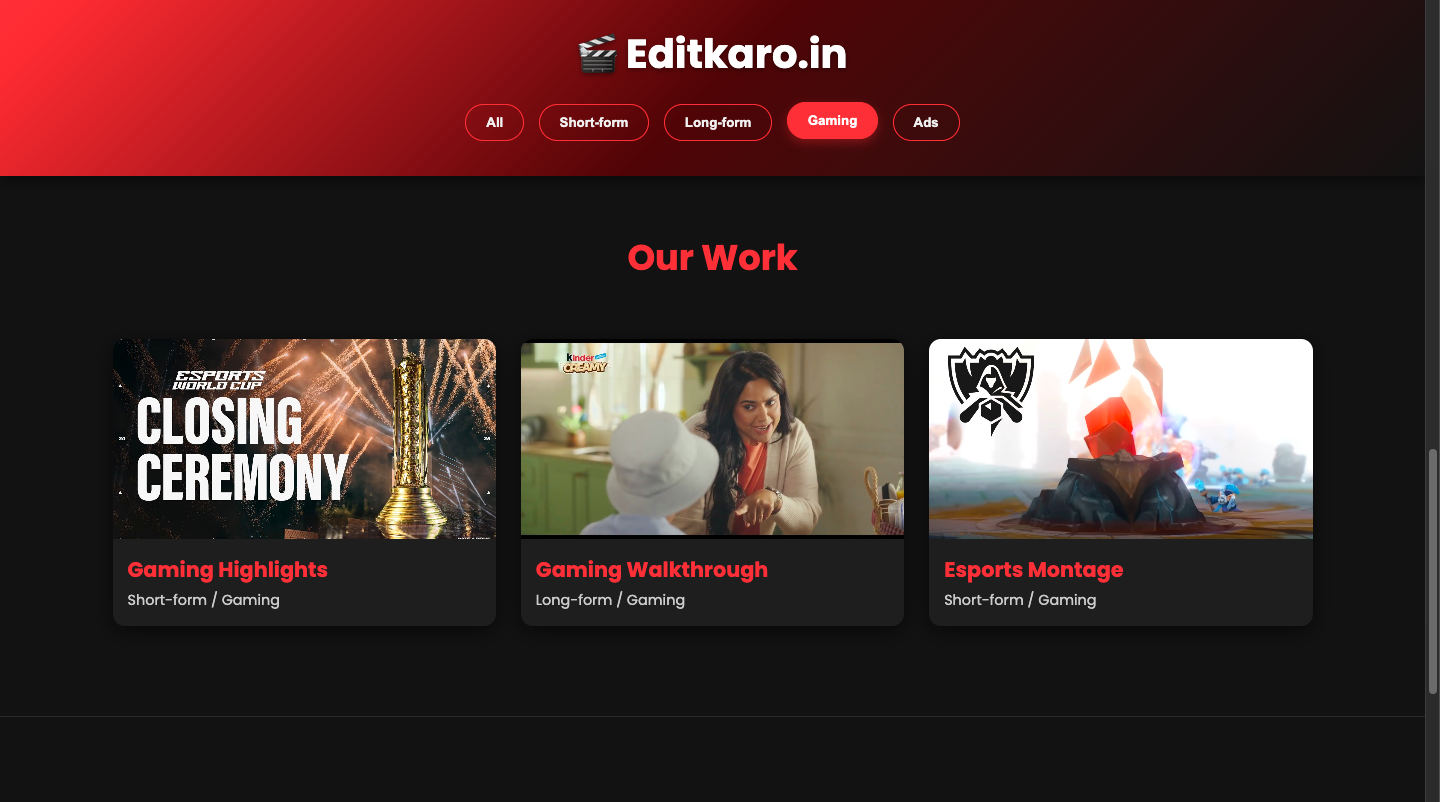 Editkaro.in
All
Short-form
Long-form
Gaming
Ads
Our Work
ESPORTS
WORLD CUP
CLOSING
CEREMONY
Gaming Highlights
Short-form / Gaming
kinder
CREAMY
Gaming Walkthrough
Long-form / Gaming
Esports Montage
Short-form / Gaming